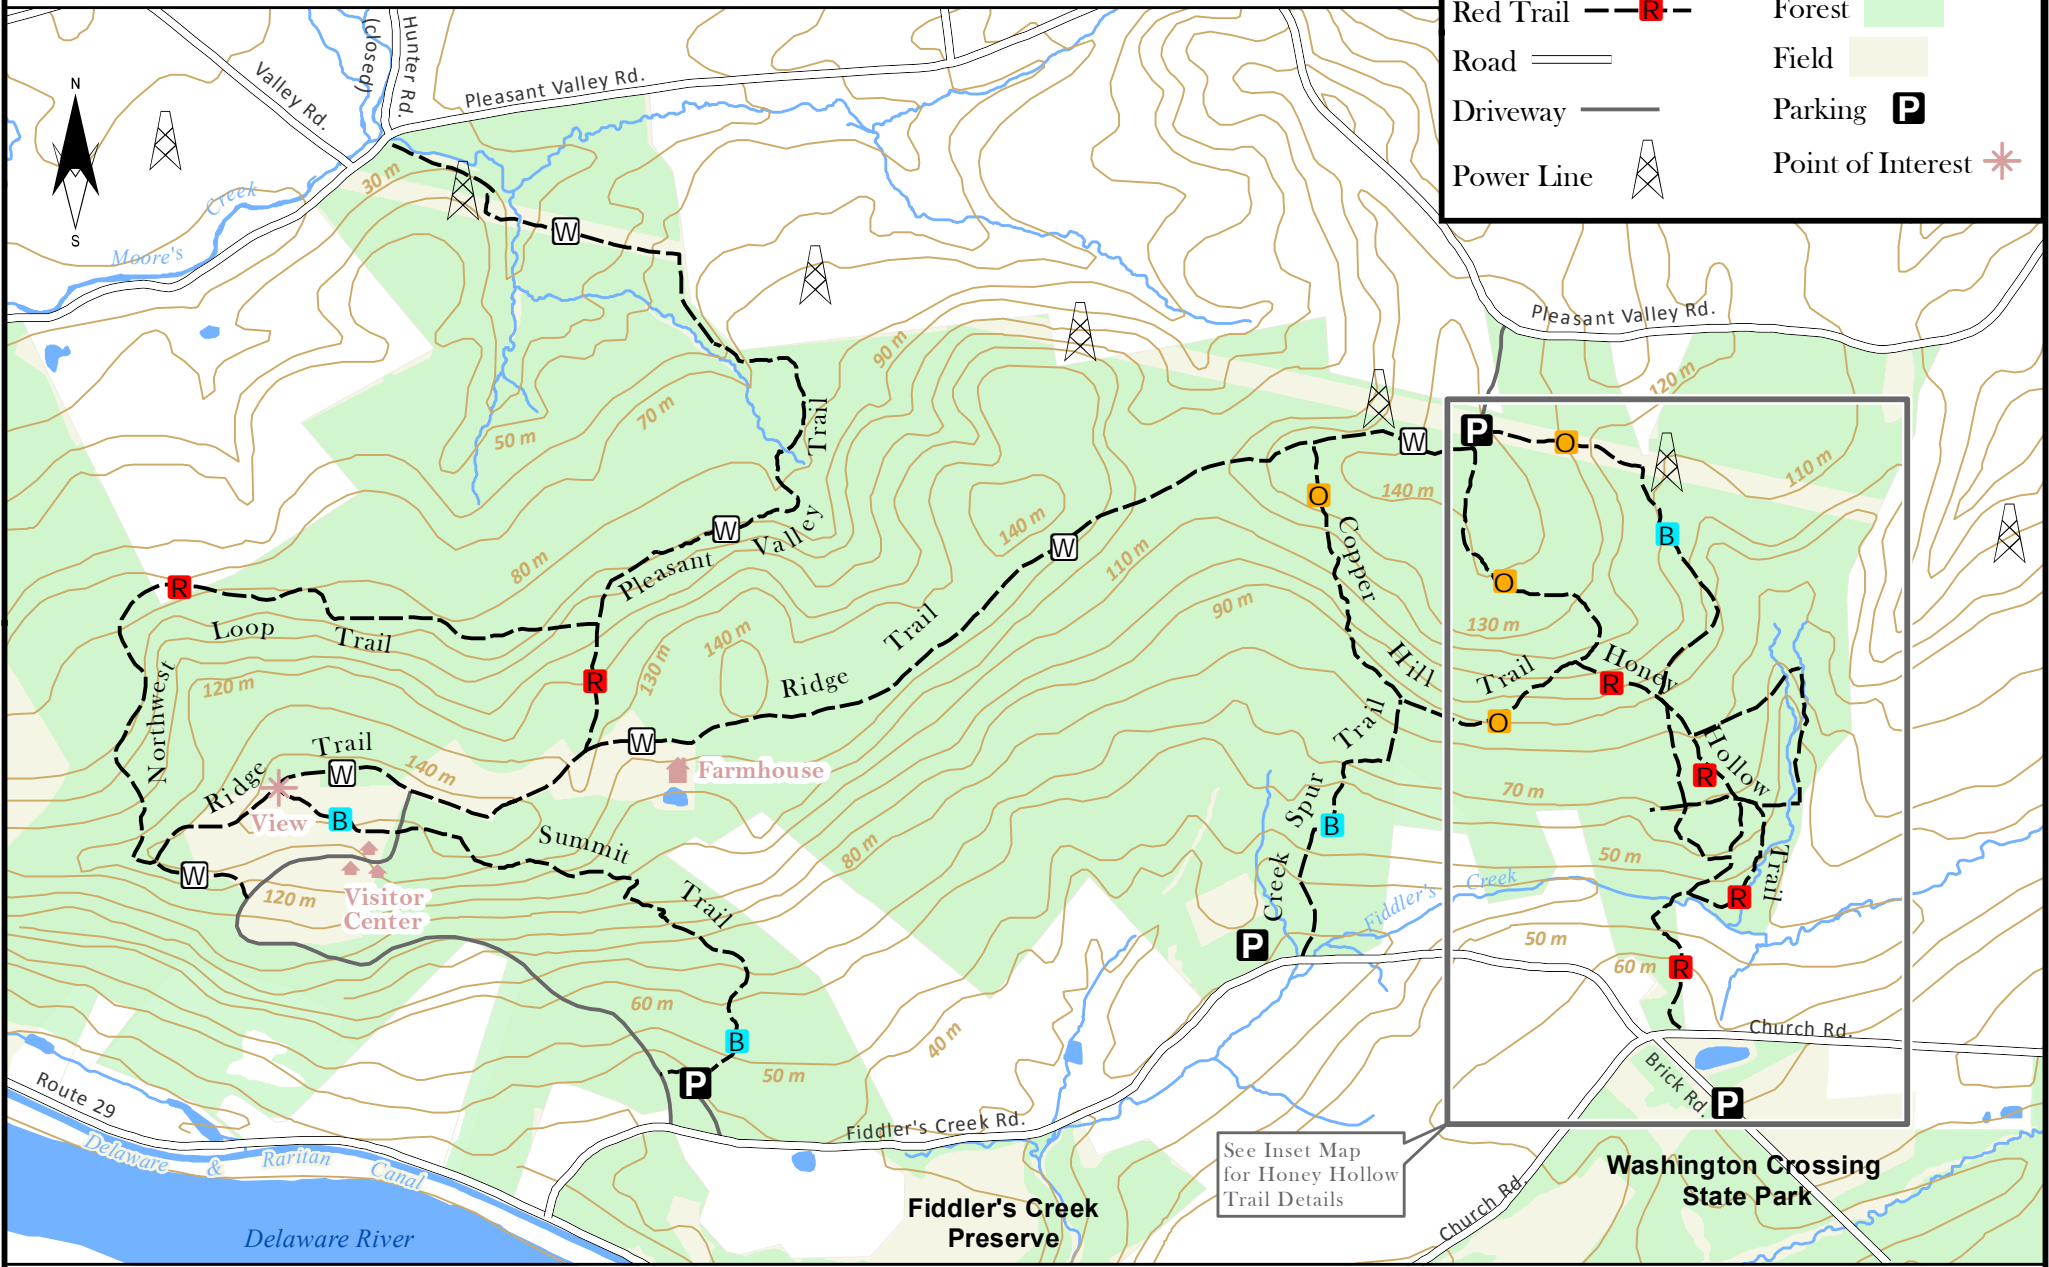 Red Trail
R
Forest
Road
Field
Driveway
Parking
P
Power Line
Point of Interest
N
S
Valley Rd.
(closed)
Hunter Rd.
Pleasant Valley Rd.
Moore's
Creek
30 m
W
Pleasant Valley Rd.
120 m
110 m
90 m
70 m
50 m
80 m
Trail
Valley
Pleasant
W
W
140 m
110 m
90 m
W
140 m
P
O
O
B
O
130 m
Copper
Hill
Trail
O
R
Honey
Hollow
Trail
R
R
R
R
Loop
Trail
Northwest
120 m
R
130 m
140 m
Ridge
Trail
W
Farmhouse
Ridge
Trail
W
140 m
View
B
Summit
Trail
W
120 m
Visitor
Center
80 m
60 m
B
50 m
P
40 m
Spur
Trail
B
Creek
P
Fiddler's
Creek
70 m
50 m
50 m
60 m
Church Rd.
Brick Rd.
P
Route 29
Delaware & Raritan Canal
Delaware River
Fiddler's Creek Rd.
Fiddler's Creek
Preserve
See Inset Map
for Honey Hollow
Trail Details
Church Rd.
Washington Crossing
State Park